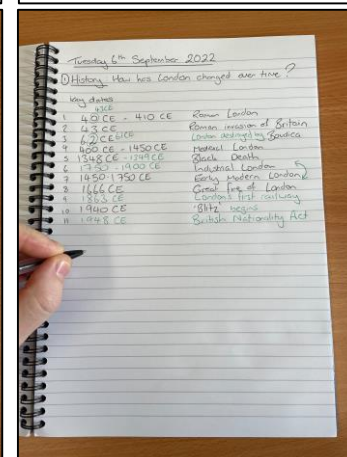 Tuesday 6th September 2022
① History How has London changed over time?
key dates
43CE
1 40 CE - 410 CE Roman London
2 43 CE Roman invasion of Britain
3 62 CE 61CE London destroyed by Boudica
4 400 CE - 1450 CE Medieval London
5 1348 CE - 1349 CE Black Death
6 1750 - 1900 CE Industrial London
7 1450 - 1750 CE Early Modern London
8 1666 CE Great fire of London
9 1863 CE London's first railway
10 1940 CE 'Blitz' begins
11 1948 CE British Nationality Act